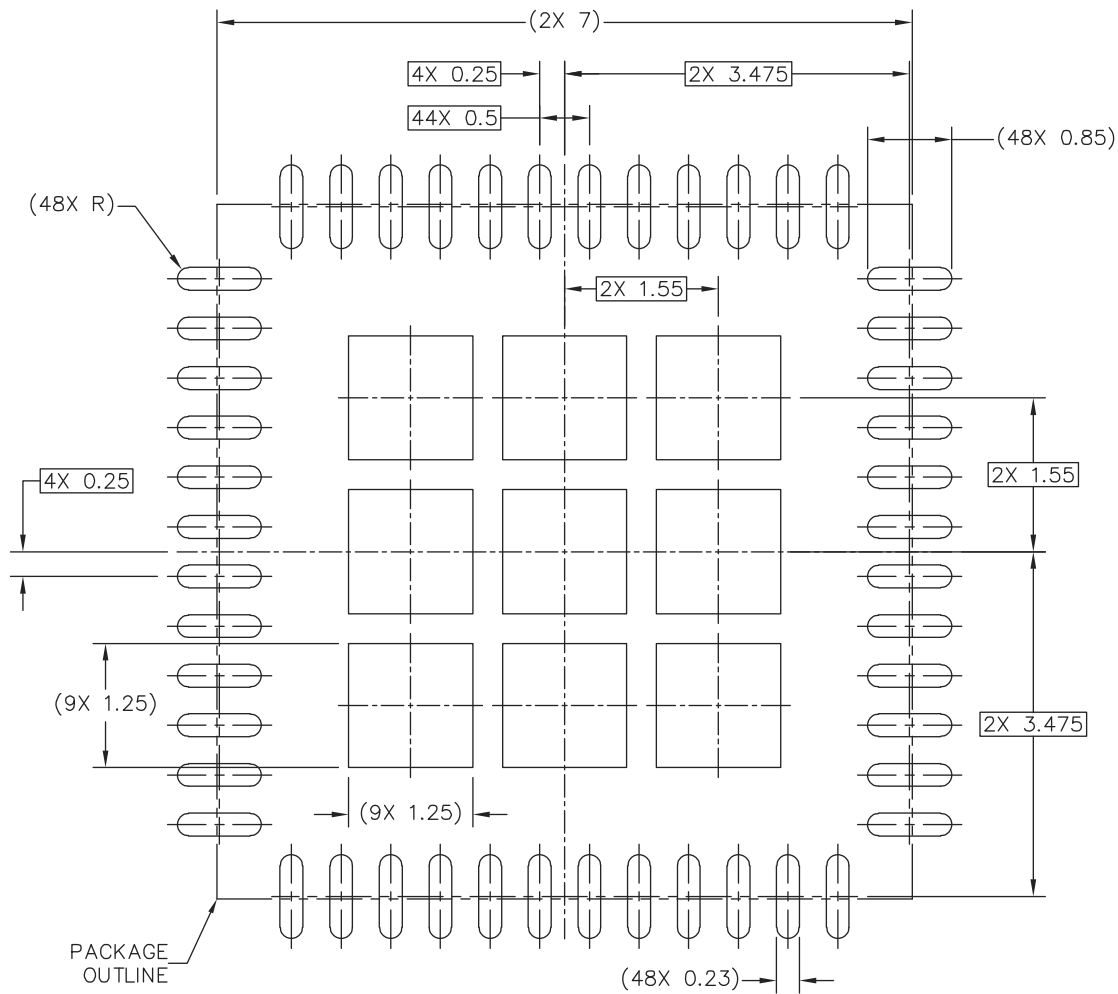 (2X 7)
4X 0.25
2X 3.475
44X 0.5
(48X 0.85)
(48X R)
2X 1.55
4X 0.25
2X 1.55
(9X 1.25)
2X 3.475
(9X 1.25)
PACKAGE
OUTLINE
(48X 0.23)